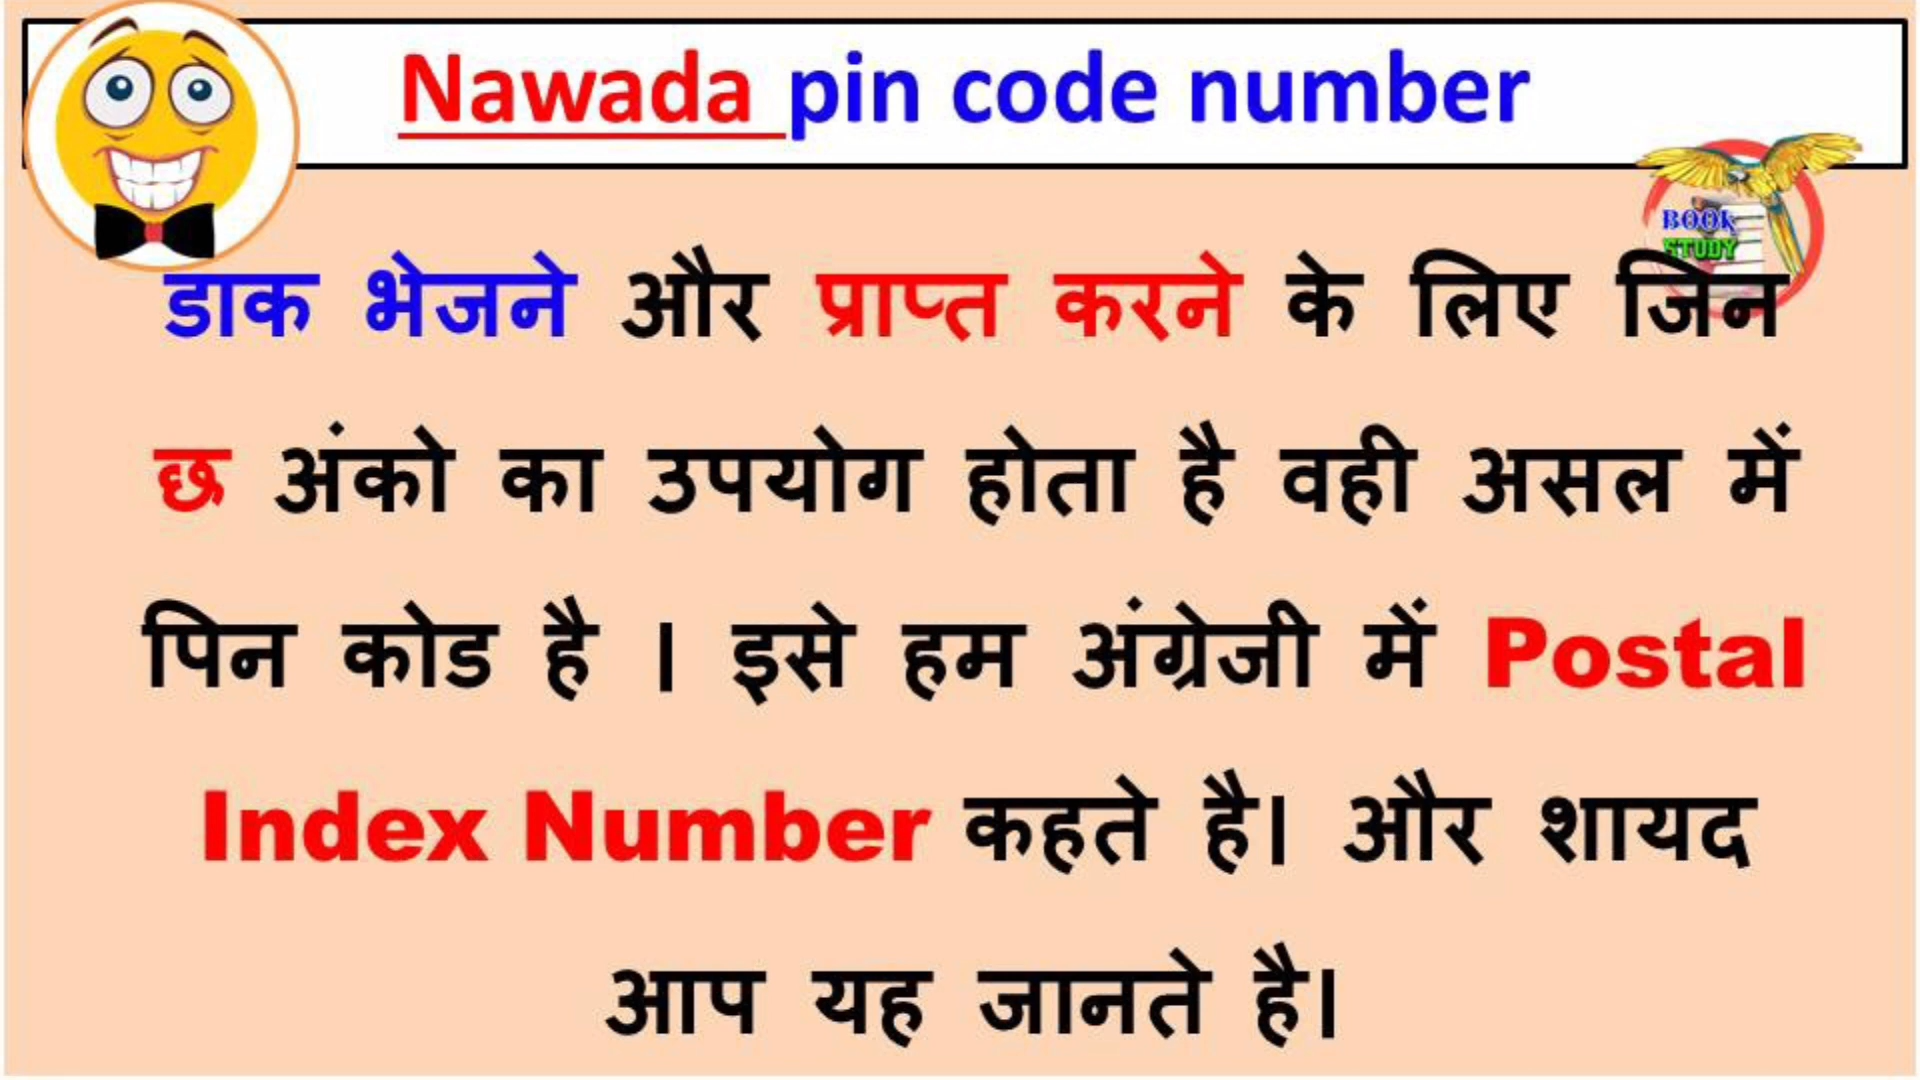 Nawada pin code number
BOOK
STUDY
डाक भेजने और प्राप्त करने के लिए जिन
छ अंको का उपयोग होता है वही असल में
पिन कोड है । इसे हम अंग्रेजी में Postal
Index Number कहते है। और शायद
आप यह जानते है।